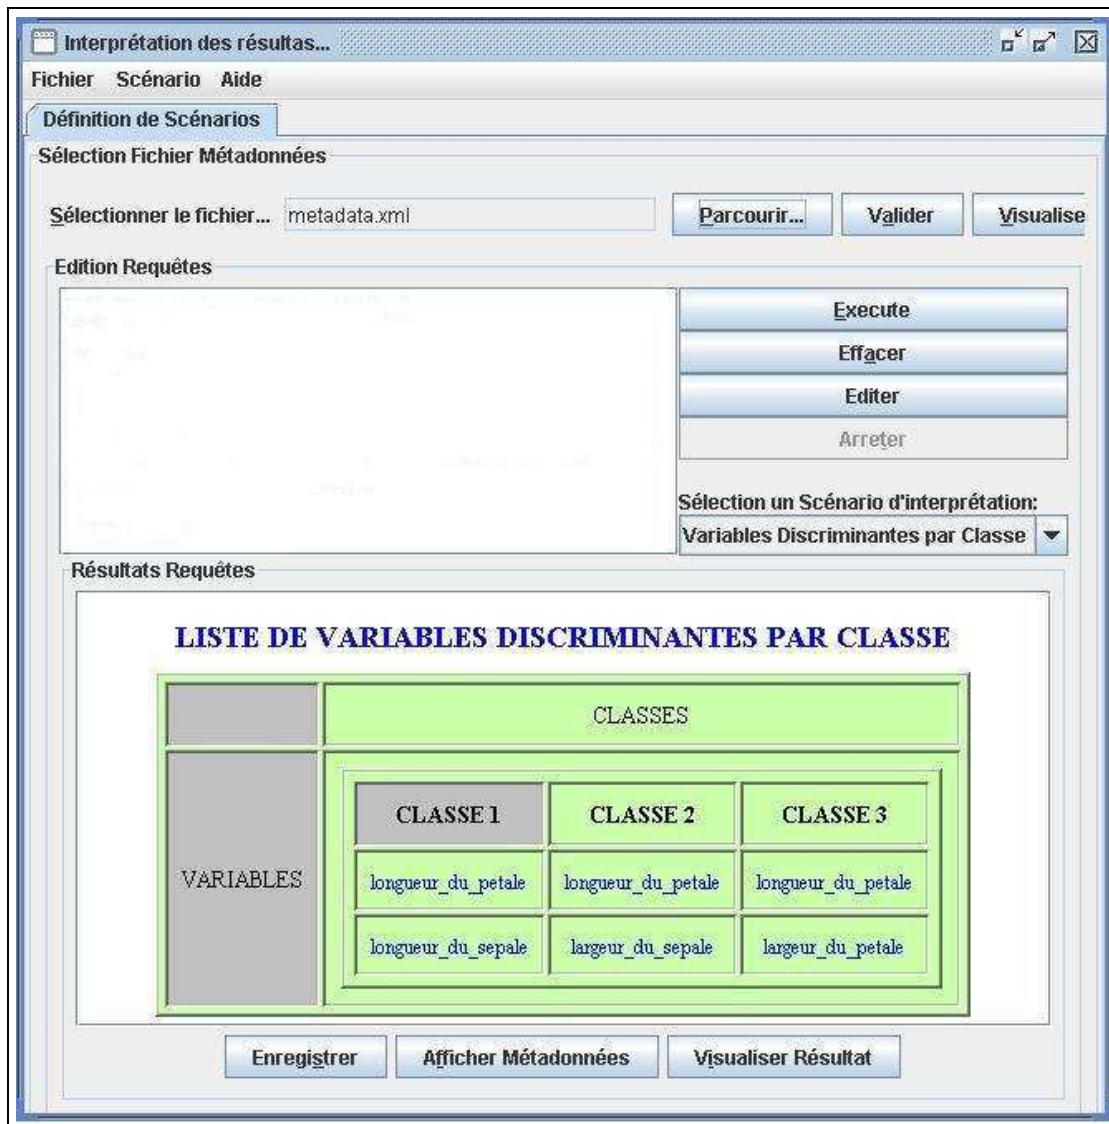 Interprétation des résultas...
Fichier Scénario Aide
Définition de Scénarios
Sélection Fichier Métadonnées
Sélectionner le fichier... metadata.xml Parcourir... Valider Visualise
Edition Requêtes
Execute
Effacer
Editer
Arreter
Sélection un Scénario d'interprétation:
Variables Discriminantes par Classe
Résultats Requêtes
LISTE DE VARIABLES DISCRIMINANTES PAR CLASSE
CLASSES
CLASSE 1 CLASSE 2 CLASSE 3
VARIABLES longueur_du_petale longueur_du_petale longueur_du_petale
longueur_du_sepale largeur_du_sepale largeur_du_petale
Enregistrer Afficher Métadonnées Visualiser Résultat